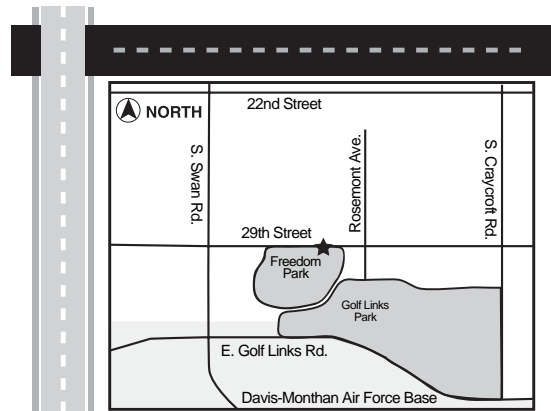 22nd Street
NORTH
S. Swan Rd.
Rosemont Ave.
S. Craycroft Rd.
29th Street
Freedom
Park
Golf Links
Park
E. Golf Links Rd.
Davis-Monthan Air Force Base